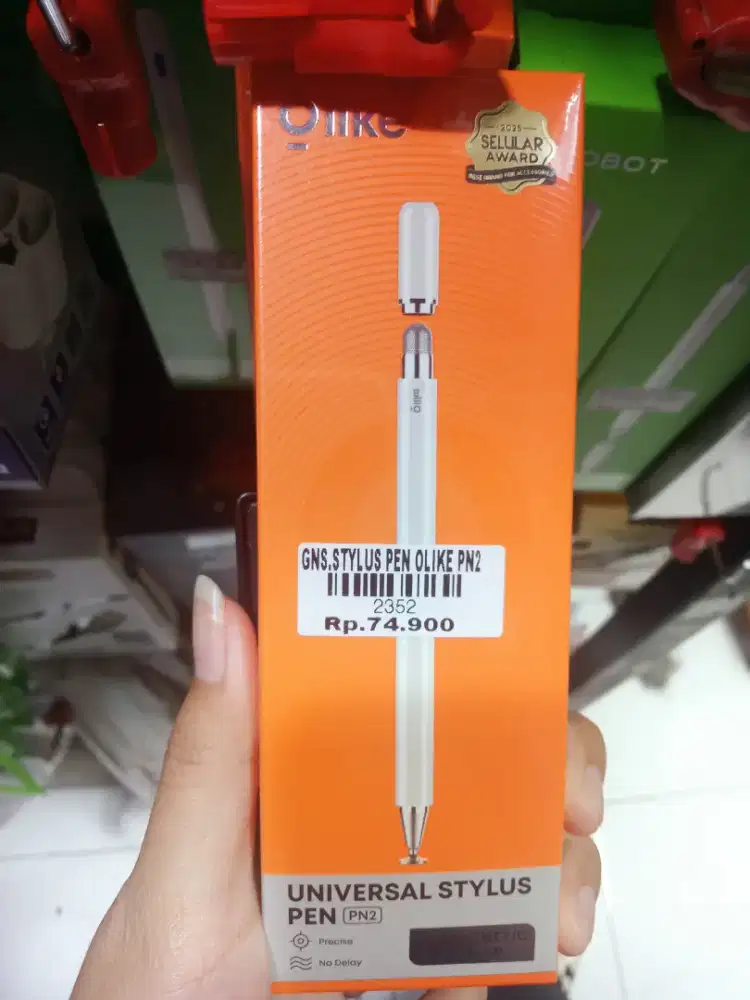 Olike
2025
SELULAR
AWARD
OBOT
Olike
GNS.STYLUS PEN OLIKE PN2
2352
Rp.74.900
UNIVERSAL STYLUS
PEN PN2
Precise
No Delay